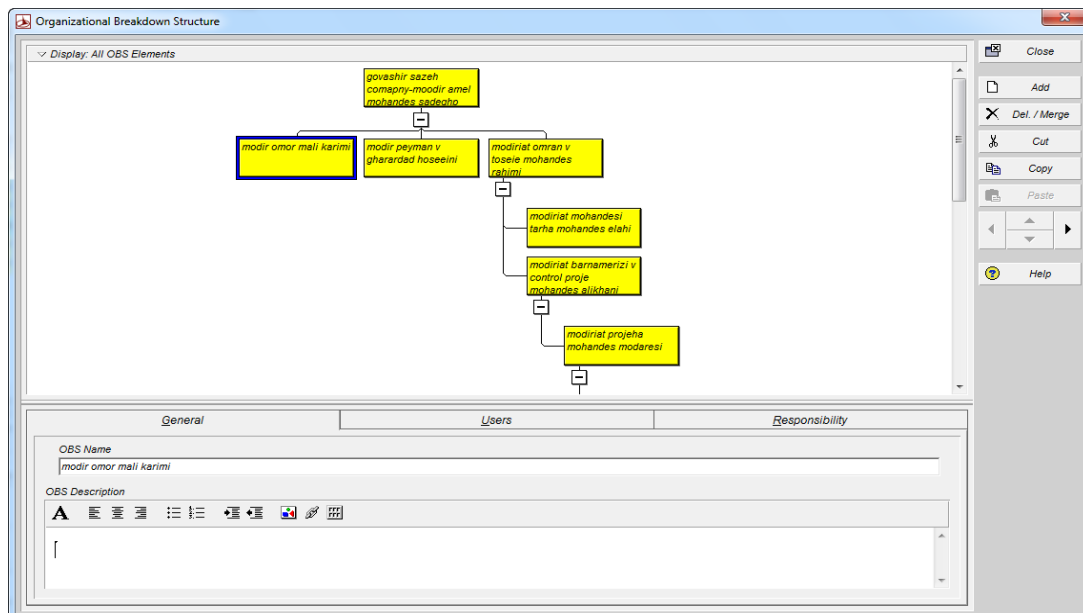 Organizational Breakdown Structure
Display: All OBS Elements
govashir sazeh
comapny-moodir amel
mohandes sadegho
modir omor mali karimi
modir peyman v
gharardad hoseeini
modiriat omran v
toseie mohandes
rahimi
modiriat mohandesi
tarha mohandes elahi
modiriat barnamerizi v
control proje
mohandes alikhani
modiriat projeha
mohandes modaresi
General
Users
Responsibility
OBS Name
modir omor mali karimi
OBS Description
A
Close
Add
Del. / Merge
Cut
Copy
Paste
Help